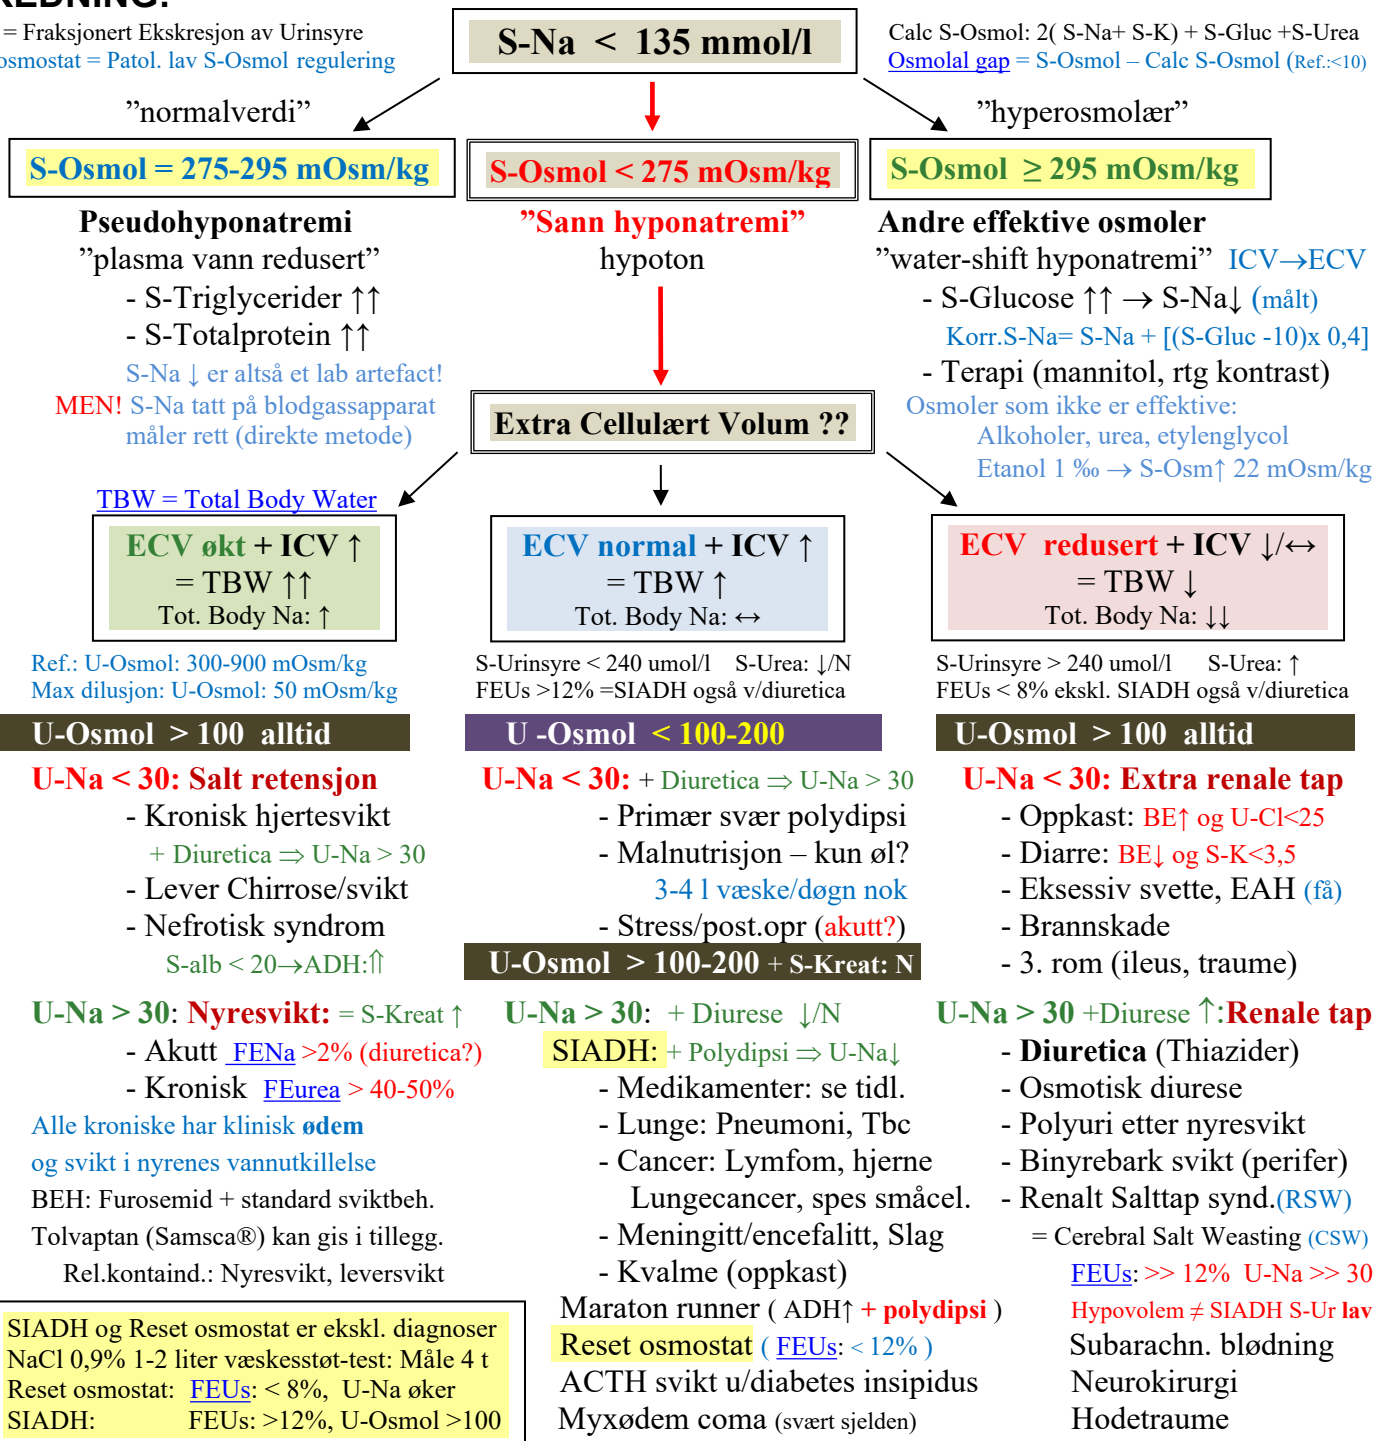 REDNING:
= Fraksjonert Ekskresjon av Urinsyre
osmostat = Patol. lav S-Osmol regulering
S-Na < 135 mmol/l
Calc S-Osmol: 2( S-Na+ S-K) + S-Gluc +S-Urea
Osmolal gap = S-Osmol – Calc S-Osmol (Ref.:<10)
”normalverdi”
”hyperosmolær”
S-Osmol = 275-295 mOsm/kg
S-Osmol < 275 mOsm/kg
S-Osmol ≥ 295 mOsm/kg
Pseudohyponatremi
”plasma vann redusert”
- S-Triglycerider ↑↑
- S-Totalprotein ↑↑
S-Na ↓ er altså et lab artefact!
MEN! S-Na tatt på blodgassapparat
måler rett (direkte metode)
”Sann hyponatremi”
hypoton
Andre effektive osmoler
”water-shift hyponatremi” ICV→ECV
- S-Glucose ↑↑ → S-Na↓ (målt)
Korr.S-Na= S-Na + [(S-Gluc -10)x 0,4]
- Terapi (mannitol, rtg kontrast)
Osmoler som ikke er effektive:
Alkoholer, urea, etylenglycol
Etanol 1 ‰ → S-Osm↑ 22 mOsm/kg
Extra Cellulært Volum ??
TBW = Total Body Water
ECV økt + ICV ↑
= TBW ↑↑
Tot. Body Na: ↑
ECV normal + ICV ↑
= TBW ↑
Tot. Body Na: ↔
ECV redusert + ICV ↓/↔
= TBW ↓
Tot. Body Na: ↓↓
Ref.: U-Osmol: 300-900 mOsm/kg
Max dilusjon: U-Osmol: 50 mOsm/kg
S-Urinsyre < 240 umol/l S-Urea: ↓/N
FEUs >12% =SIADH også v/diuretica
S-Urinsyre > 240 umol/l S-Urea: ↑
FEUs < 8% ekskl. SIADH også v/diuretica
U-Osmol > 100 alltid
U-Na < 30: Salt retensjon
- Kronisk hjertesvikt
+ Diuretica ⇒ U-Na > 30
- Lever Chirrose/svikt
- Nefrotisk syndrom
S-alb < 20→ADH:⇑
U-Na > 30: Nyresvikt: = S-Kreat ↑
- Akutt FENa >2% (diuretica?)
- Kronisk FEurea > 40-50%
Alle kroniske har klinisk ødem
og svikt i nyrenes vannutkillelse
BEH: Furosemid + standard sviktbeh.
Tolvaptan (Samsca®) kan gis i tillegg.
Rel.kontaind.: Nyresvikt, leversvikt
SIADH og Reset osmostat er ekskl. diagnoser
NaCl 0,9% 1-2 liter væskesstøt-test: Måle 4 t
Reset osmostat: FEUs: < 8%, U-Na øker
SIADH: FEUs: >12%, U-Osmol >100
U -Osmol < 100-200
U-Na < 30: + Diuretica ⇒ U-Na > 30
- Primær svær polydipsi
- Malnutrisjon – kun øl?
3-4 l væske/døgn nok
- Stress/post.opr (akutt?)
U-Osmol > 100-200 + S-Kreat: N
U-Na > 30: + Diurese ↓/N
SIADH: + Polydipsi ⇒ U-Na↓
- Medikamenter: se tidl.
- Lunge: Pneumoni, Tbc
- Cancer: Lymfom, hjerne
Lungecancer, spes småcel.
- Meningitt/encefalitt, Slag
- Kvalme (oppkast)
Maraton runner ( ADH↑ + polydipsi )
Reset osmostat ( FEUs: < 12% )
ACTH svikt u/diabetes insipidus
Myxødem coma (svært sjelden)
U-Osmol > 100 alltid
U-Na < 30: Extra renale tap
- Oppkast: BE↑ og U-Cl<25
- Diarre: BE↓ og S-K<3,5
- Eksessiv svette, EAH (få)
- Brannskade
- 3. rom (ileus, traume)
U-Na > 30 +Diurese ↑:Renale tap
- Diuretica (Thiazider)
- Osmotisk diurese
- Polyuri etter nyresvikt
- Binyrebark svikt (perifer)
- Renalt Salttap synd.(RSW)
= Cerebral Salt Weasting (CSW)
FEUs: >> 12% U-Na >> 30
Hypovolem ≠ SIADH S-Ur lav
Subarachn. blødning
Neurokirurgi
Hodetraume